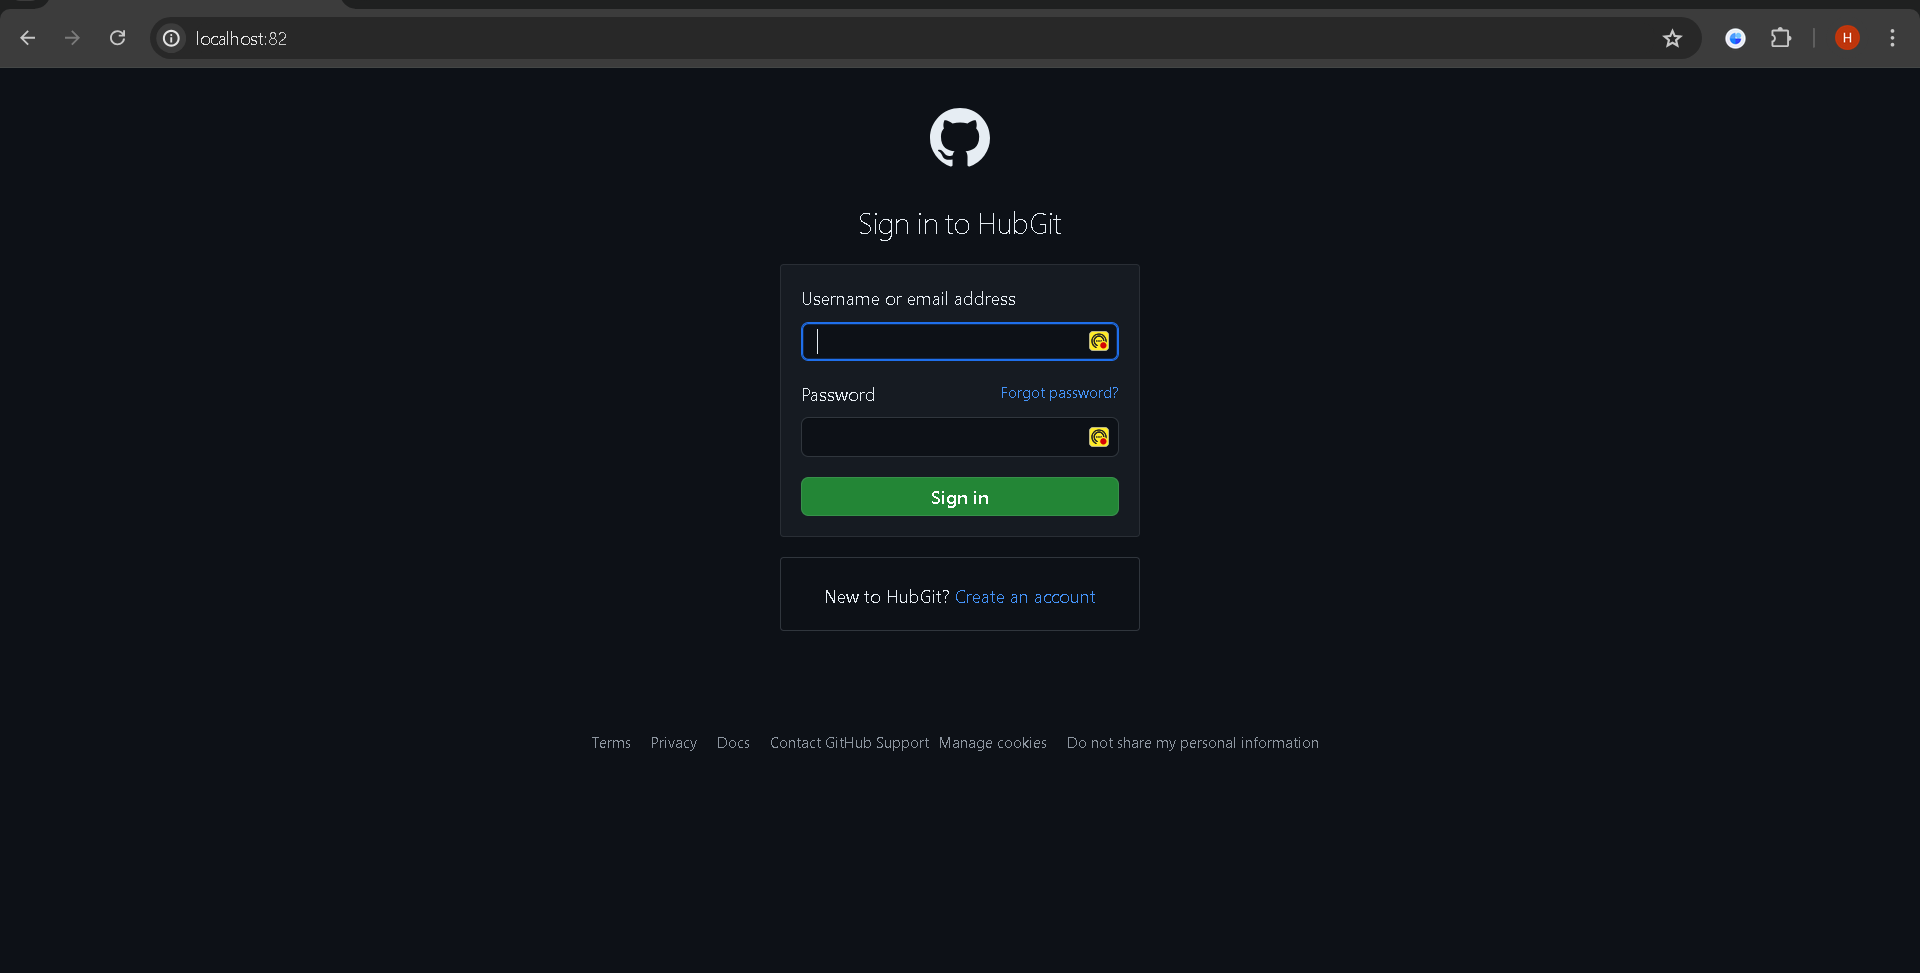 localhost:82
H
Sign in to HubGit
Username or email address
Password
Forgot password?
Sign in
New to HubGit? Create an account
Terms Privacy Docs Contact GitHub Support Manage cookies Do not share my personal information